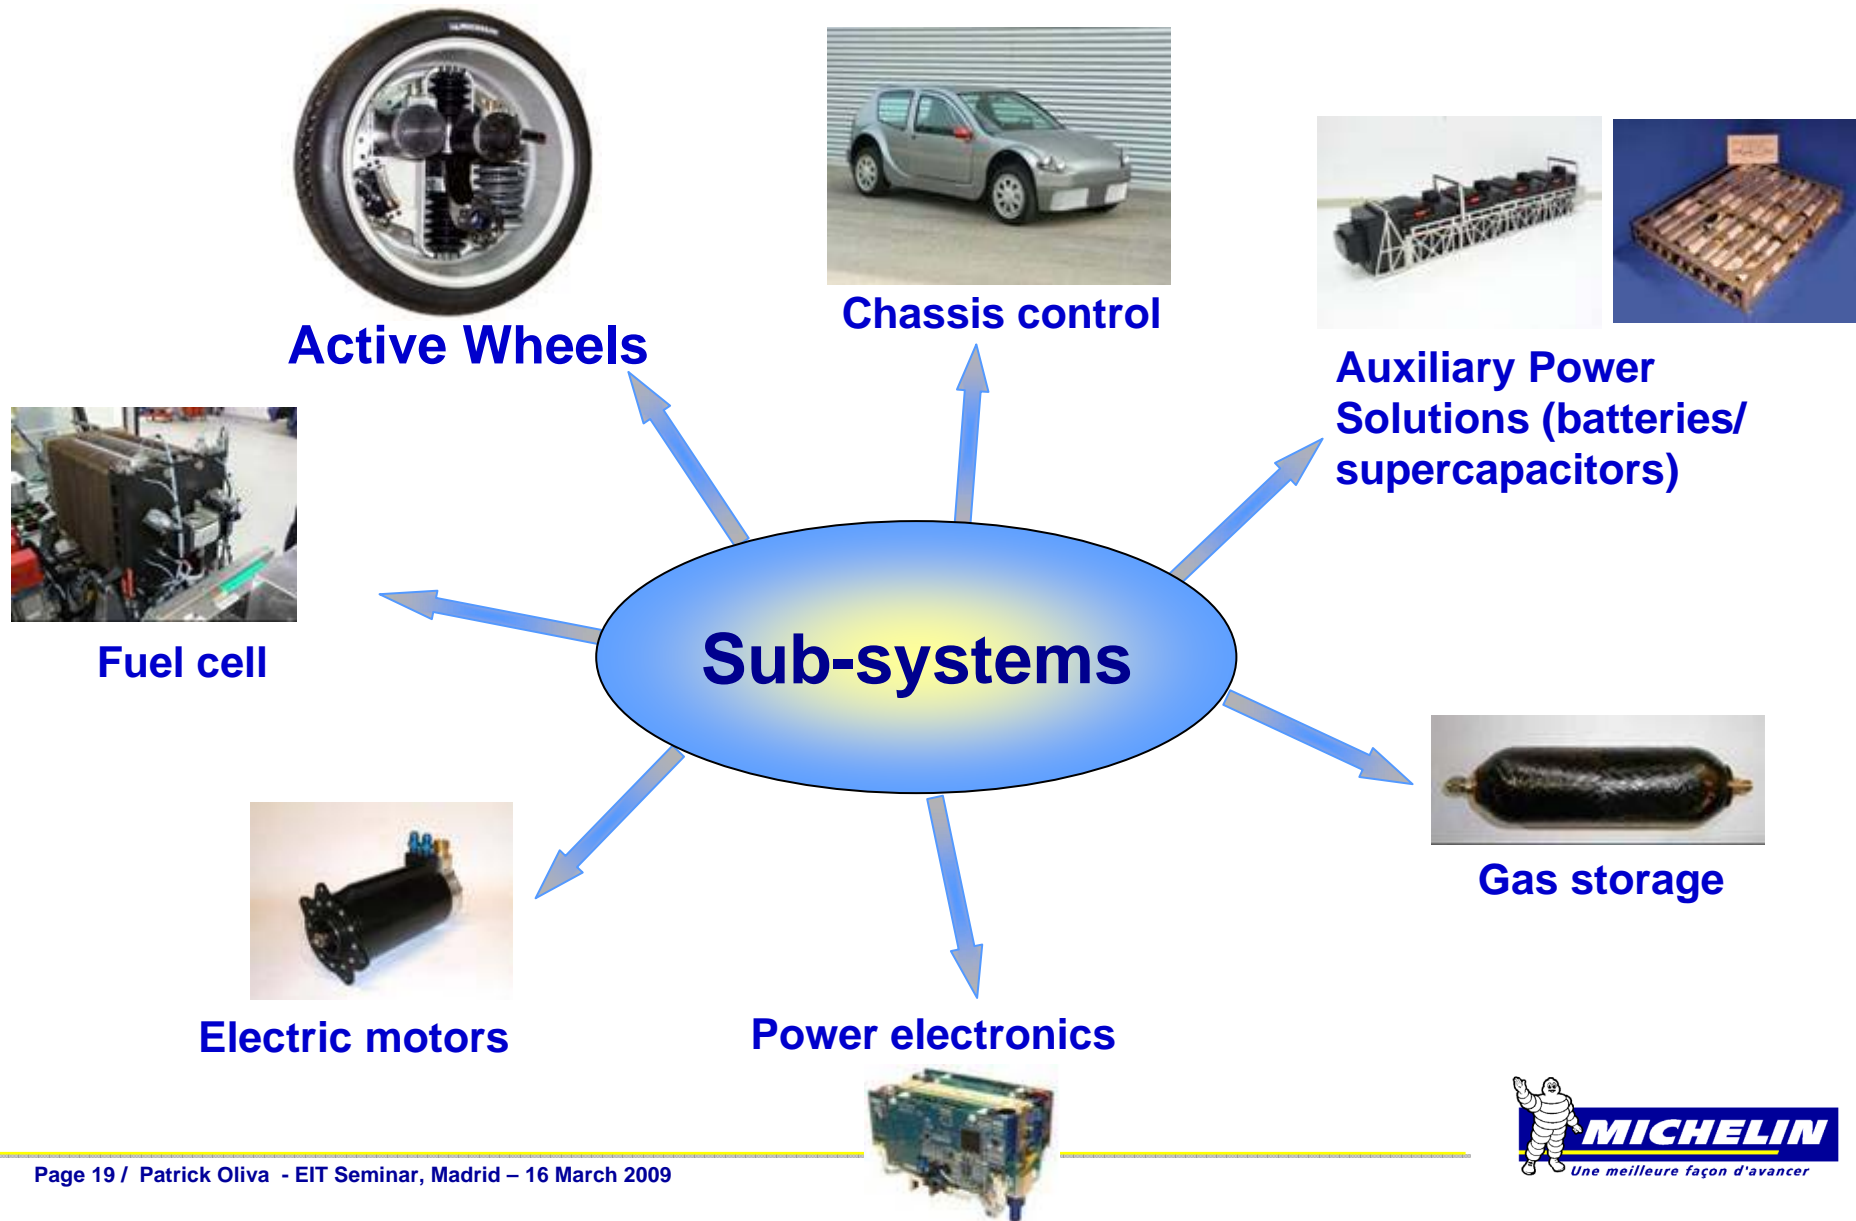 Active Wheels
Chassis control
Auxiliary Power
Solutions (batteries/
supercapacitors)
Fuel cell
Sub-systems
Gas storage
Electric motors
Power electronics
MICHELIN
Une meilleure façon d'avancer
Page 19 / Patrick Oliva - EIT Seminar, Madrid – 16 March 2009